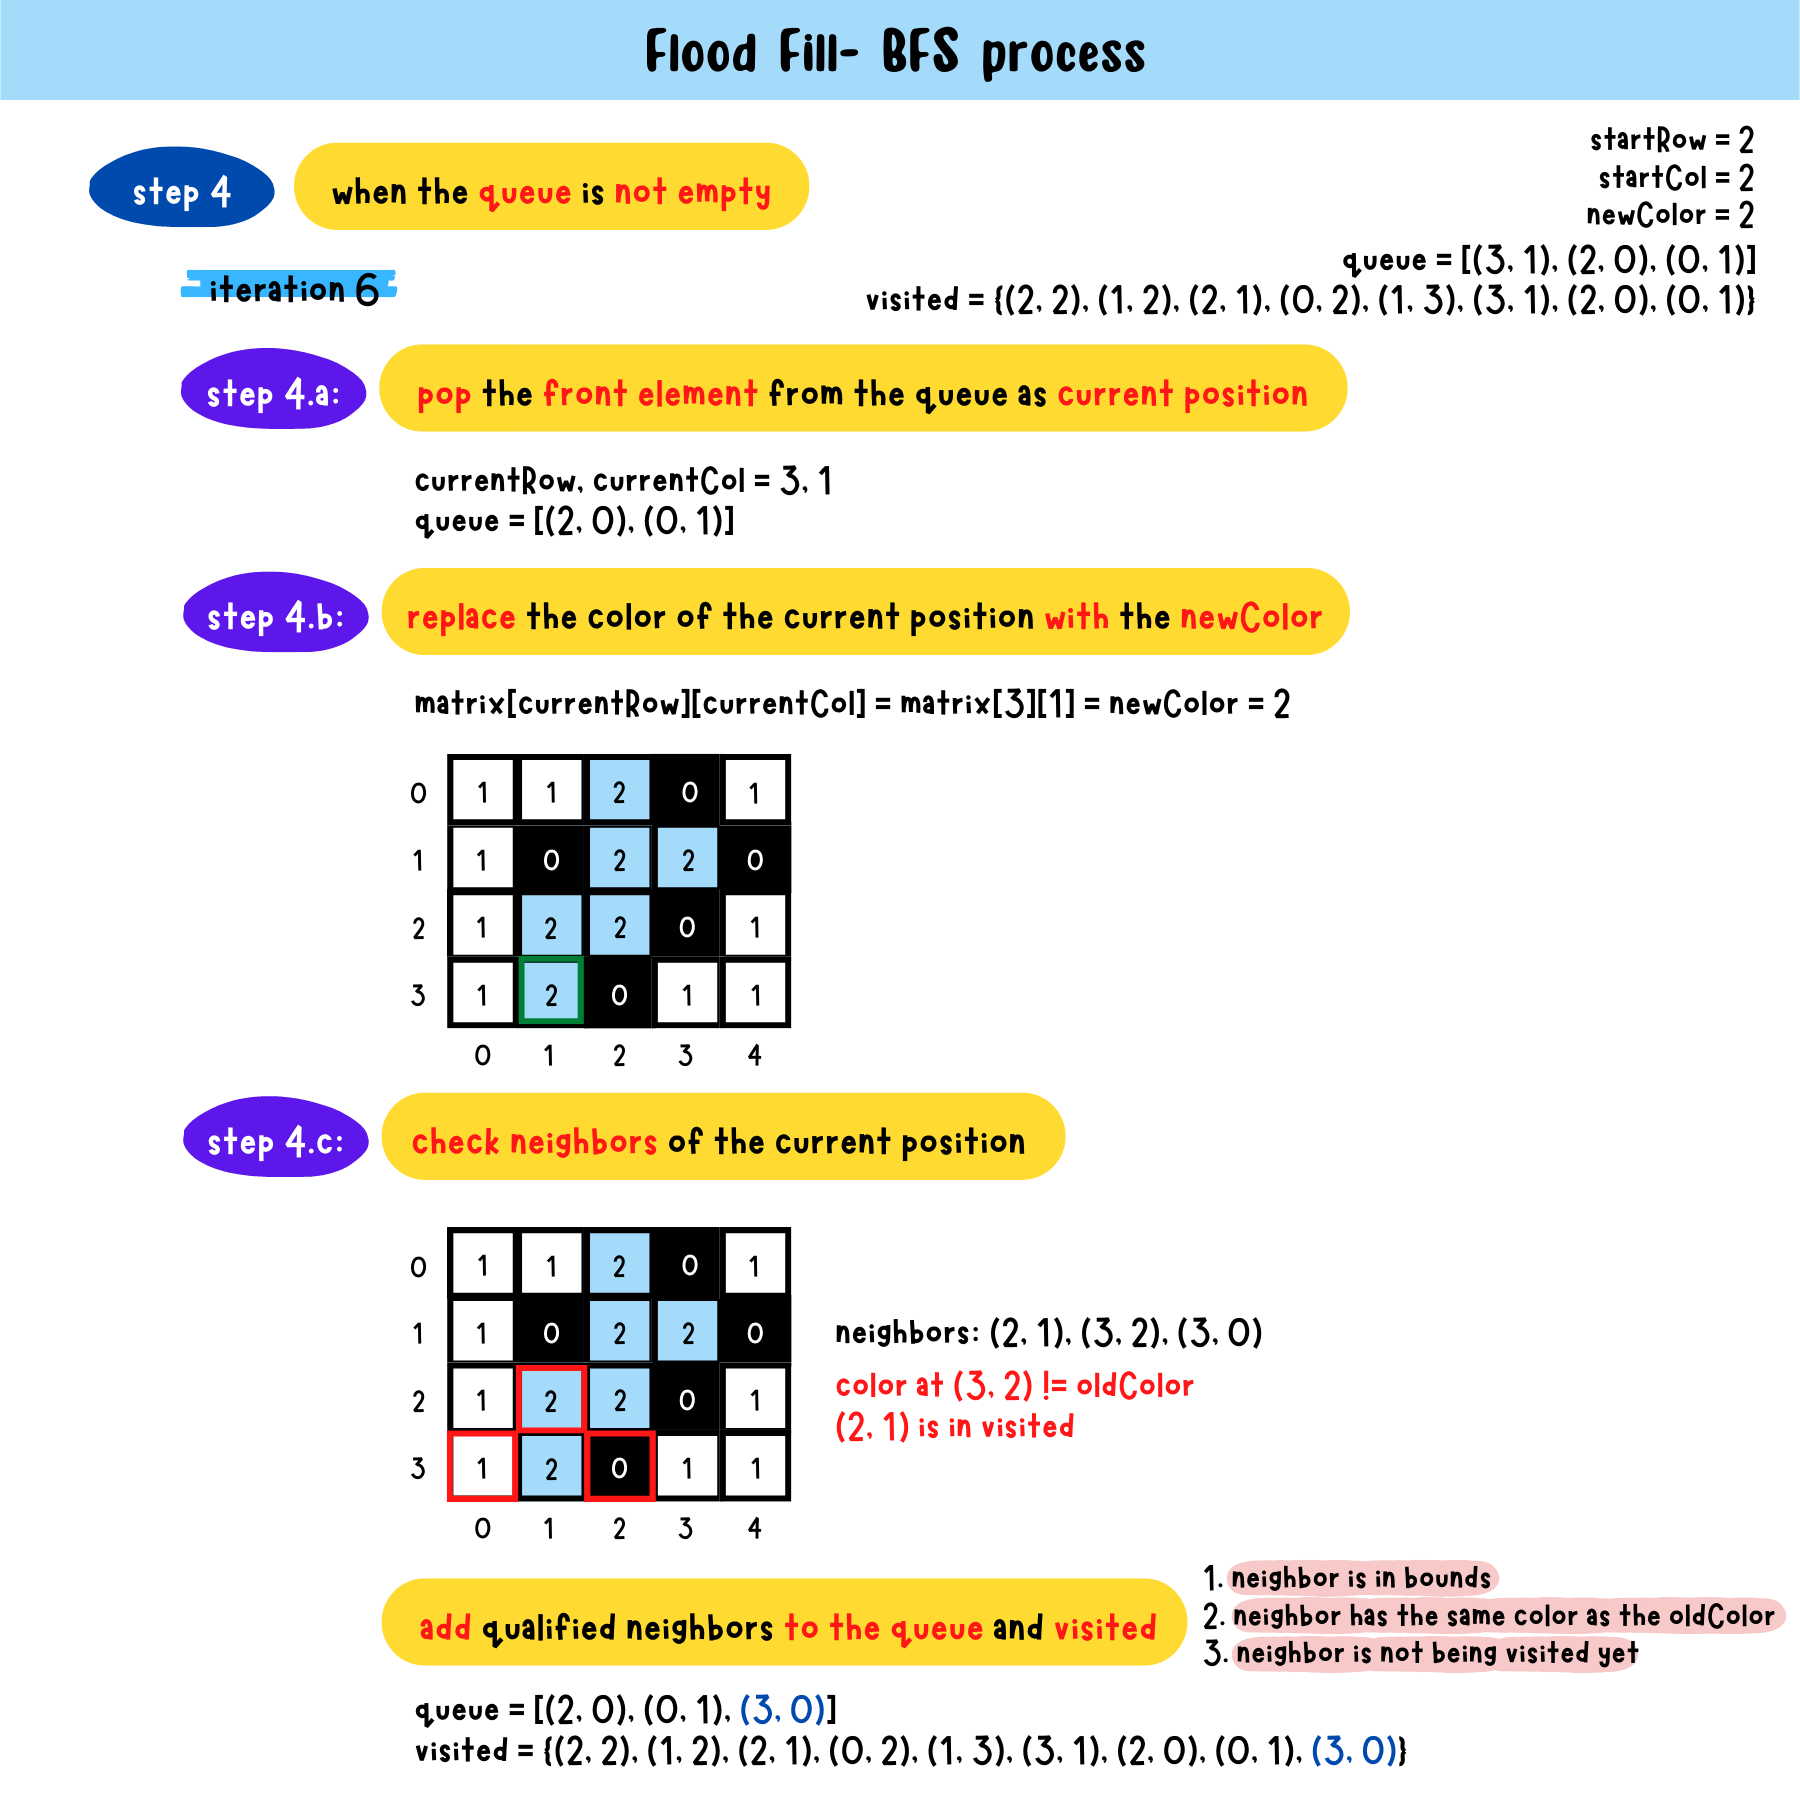 Flood Fill- BFS process
startRow = 2
step 4 when the queue is not empty
startCol = 2
newColor = 2
queue = [(3, 1), (2, 0), (0, 1)]
iteration 6
visited = {(2, 2), (1, 2), (2, 1), (0, 2), (1, 3), (3, 1), (2, 0), (0, 1)}
step 4.a: pop the front element from the queue as current position
currentRow, currentCol = 3, 1
queue = [(2, 0), (0, 1)]
step 4.b: replace the color of the current position with the newColor
matrix[currentRow][currentCol] = matrix[3][1] = newColor = 2
0 1 1 2 0 1
1 1 0 2 2 0
2 1 2 2 0 1
3 1 2 0 1 1
0 1 2 3 4
step 4.c: check neighbors of the current position
0 1 1 2 0 1
1 1 0 2 2 0
2 1 2 2 0 1
3 1 2 0 1 1
0 1 2 3 4
neighbors: (2, 1), (3, 2), (3, 0)
color at (3, 2) != oldColor
(2, 1) is in visited
add qualified neighbors to the queue and visited
1. neighbor is in bounds
2. neighbor has the same color as the oldColor
3. neighbor is not being visited yet
queue = [(2, 0), (0, 1), (3, 0)]
visited = {(2, 2), (1, 2), (2, 1), (0, 2), (1, 3), (3, 1), (2, 0), (0, 1), (3, 0)}